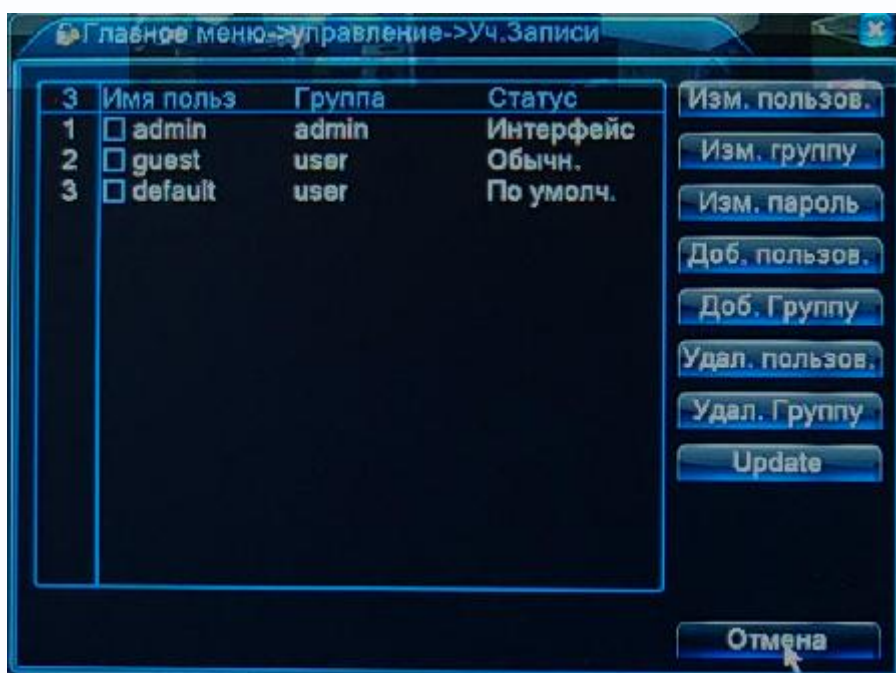 Главное меню->управление->Уч.Записи
3 Имя польз Группа Статус
1 admin admin Интерфейс
2 guest user Обычн.
3 default user По умолч.
Изм. пользов.
Изм. группу
Изм. пароль
Доб. пользов.
Доб. Группу
Удал. пользов.
Удал. Группу
Update
Отмена